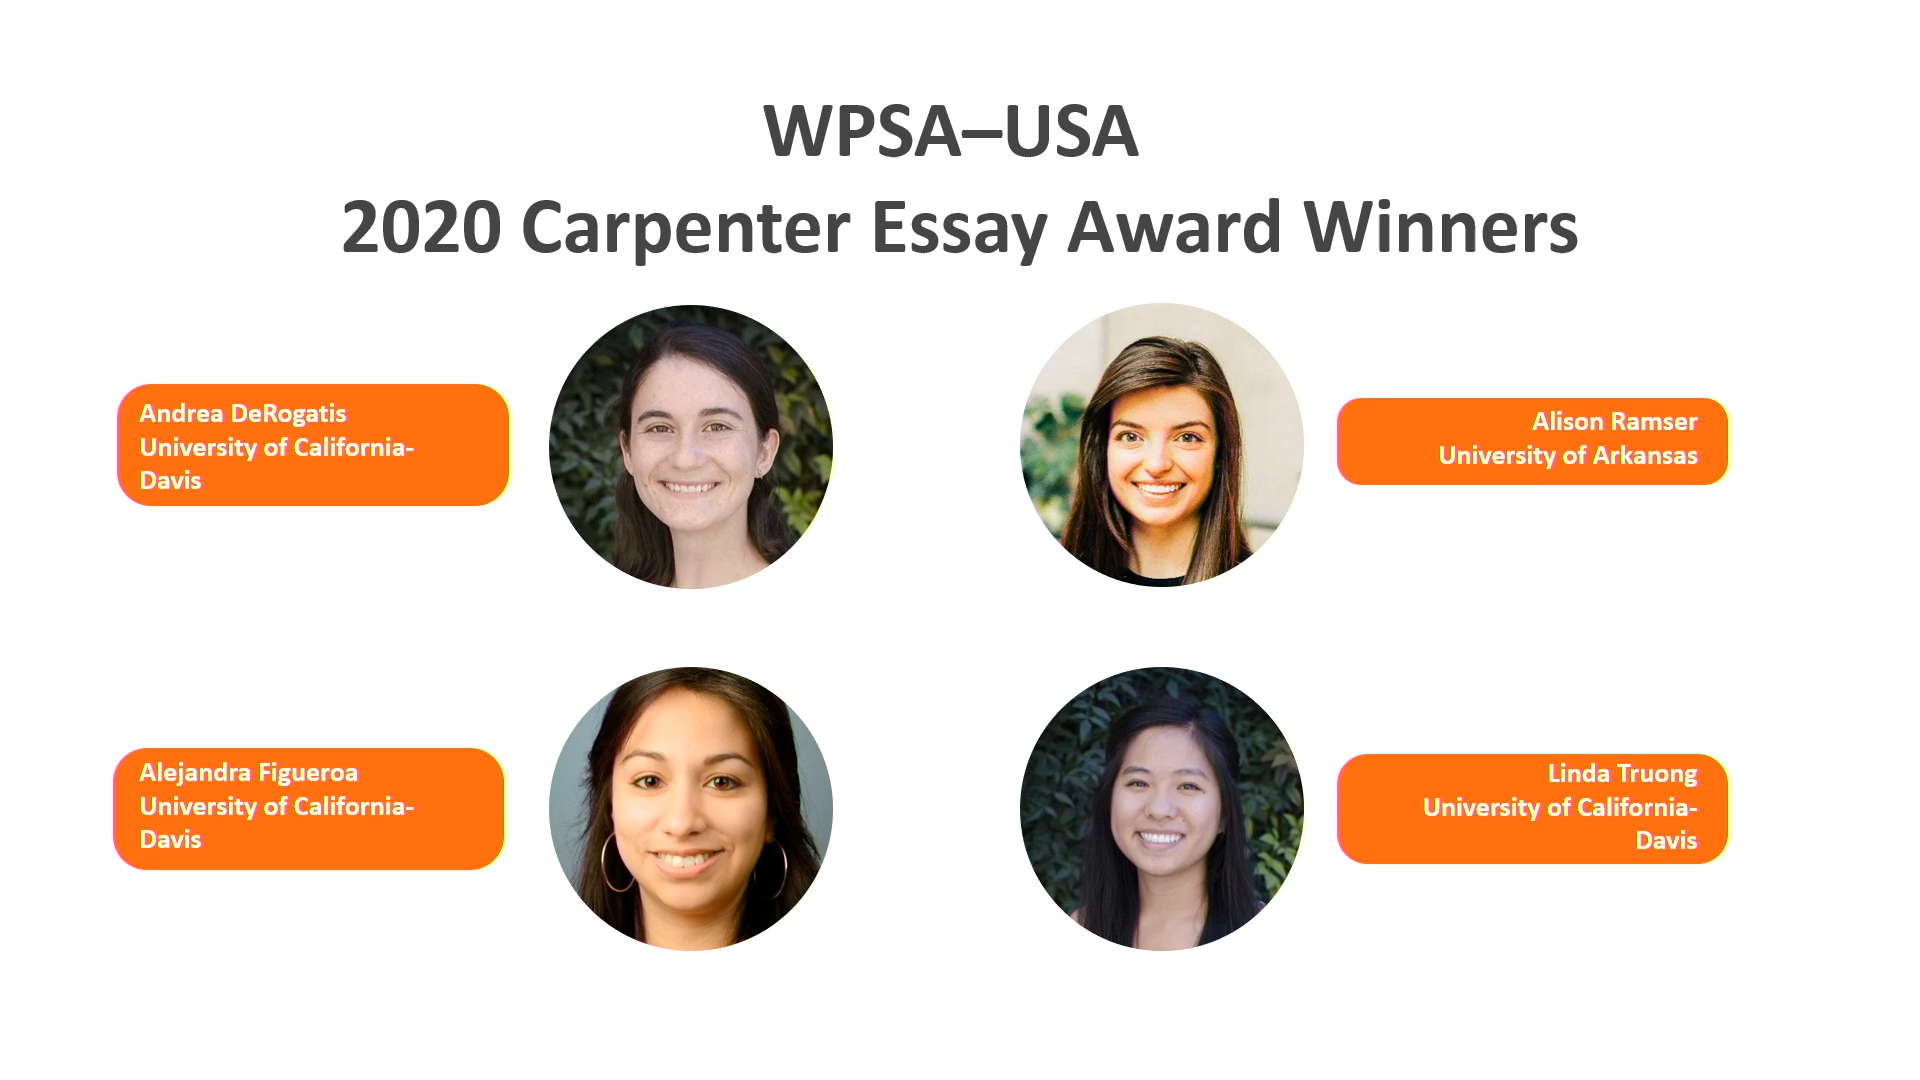 WPSA–USA
2020 Carpenter Essay Award Winners
Andrea DeRogatis
University of California-
Davis
Alison Ramser
University of Arkansas
Alejandra Figueroa
University of California-
Davis
Linda Truong
University of California-
Davis